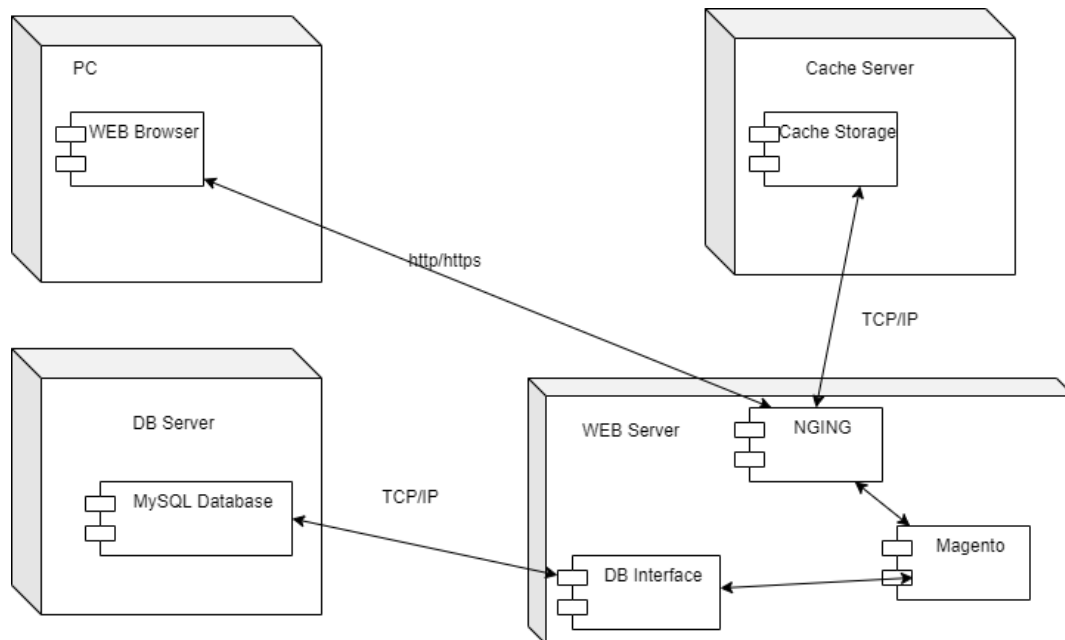 PC
WEB Browser
Cache Server
Cache Storage
http/https
TCP/IP
DB Server
MySQL Database
TCP/IP
WEB Server
NGING
Magento
DB Interface